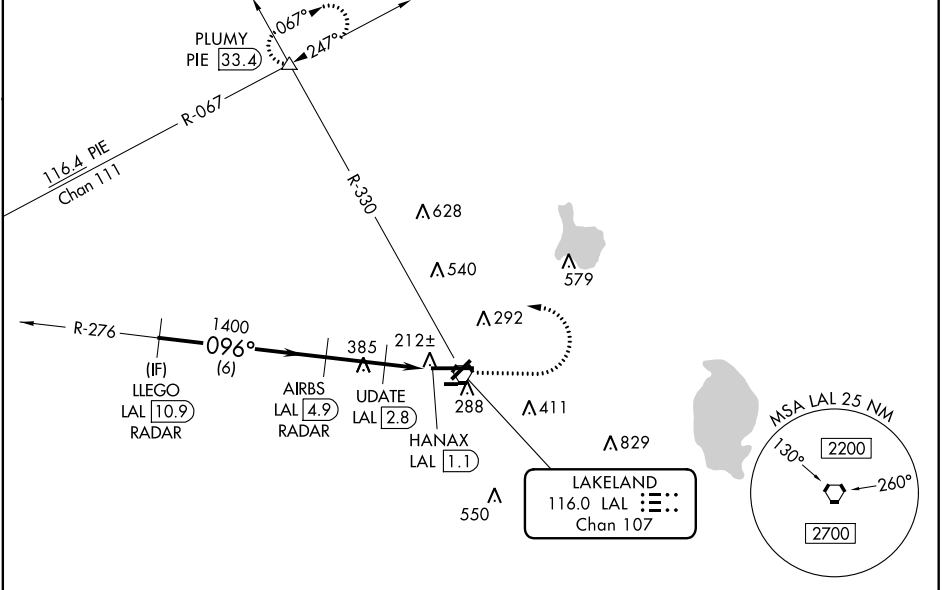 067°
247°
PLUMY
PIE 33.4
R-067
116.4 PIE
Chan 111
R-330
628
540
579
292
R-276
1400
096°
(6)
385
212±
(IF)
LLEGO
LAL 10.9
RADAR
AIRBS
LAL 4.9
RADAR
UDATE
LAL 2.8
HANAX
LAL 1.1
288
411
829
550
LAKELAND
116.0 LAL
Chan 107
MSA LAL 25 NM
130°
2200
260°
2700